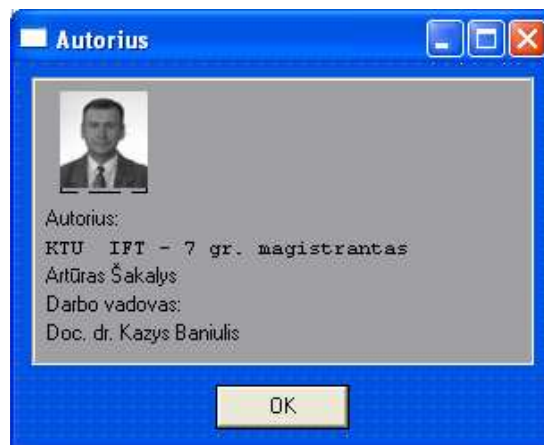 Autorius
Autorius:
KTU IFT - 7 gr. magistrantas
Artūras Šakalys
Darbo vadovas:
Doc. dr. Kazys Baniulis
OK